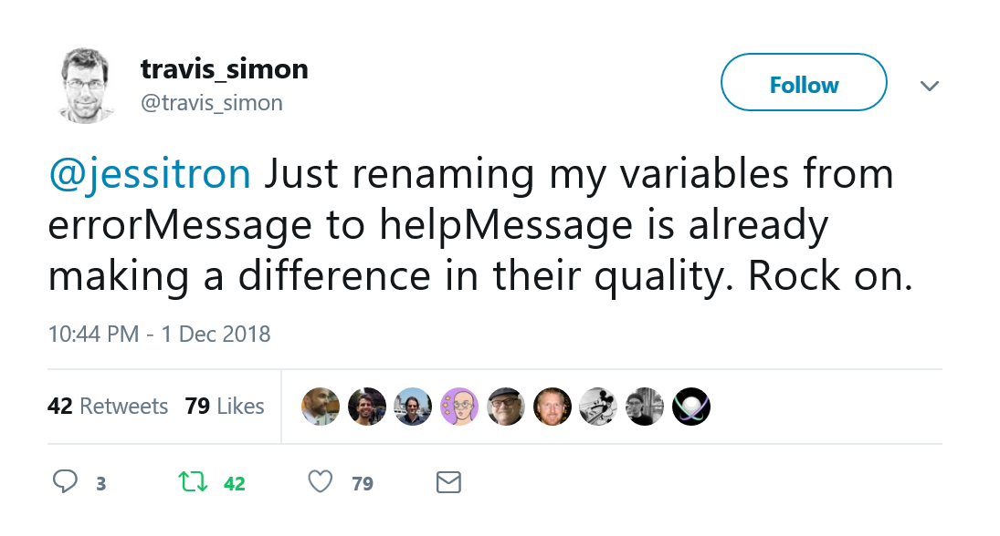 travis_simon
@travis_simon
Follow
@jessitron Just renaming my variables from
errorMessage to helpMessage is already
making a difference in their quality. Rock on.
10:44 PM - 1 Dec 2018
42 Retweets 79 Likes
3 42 79